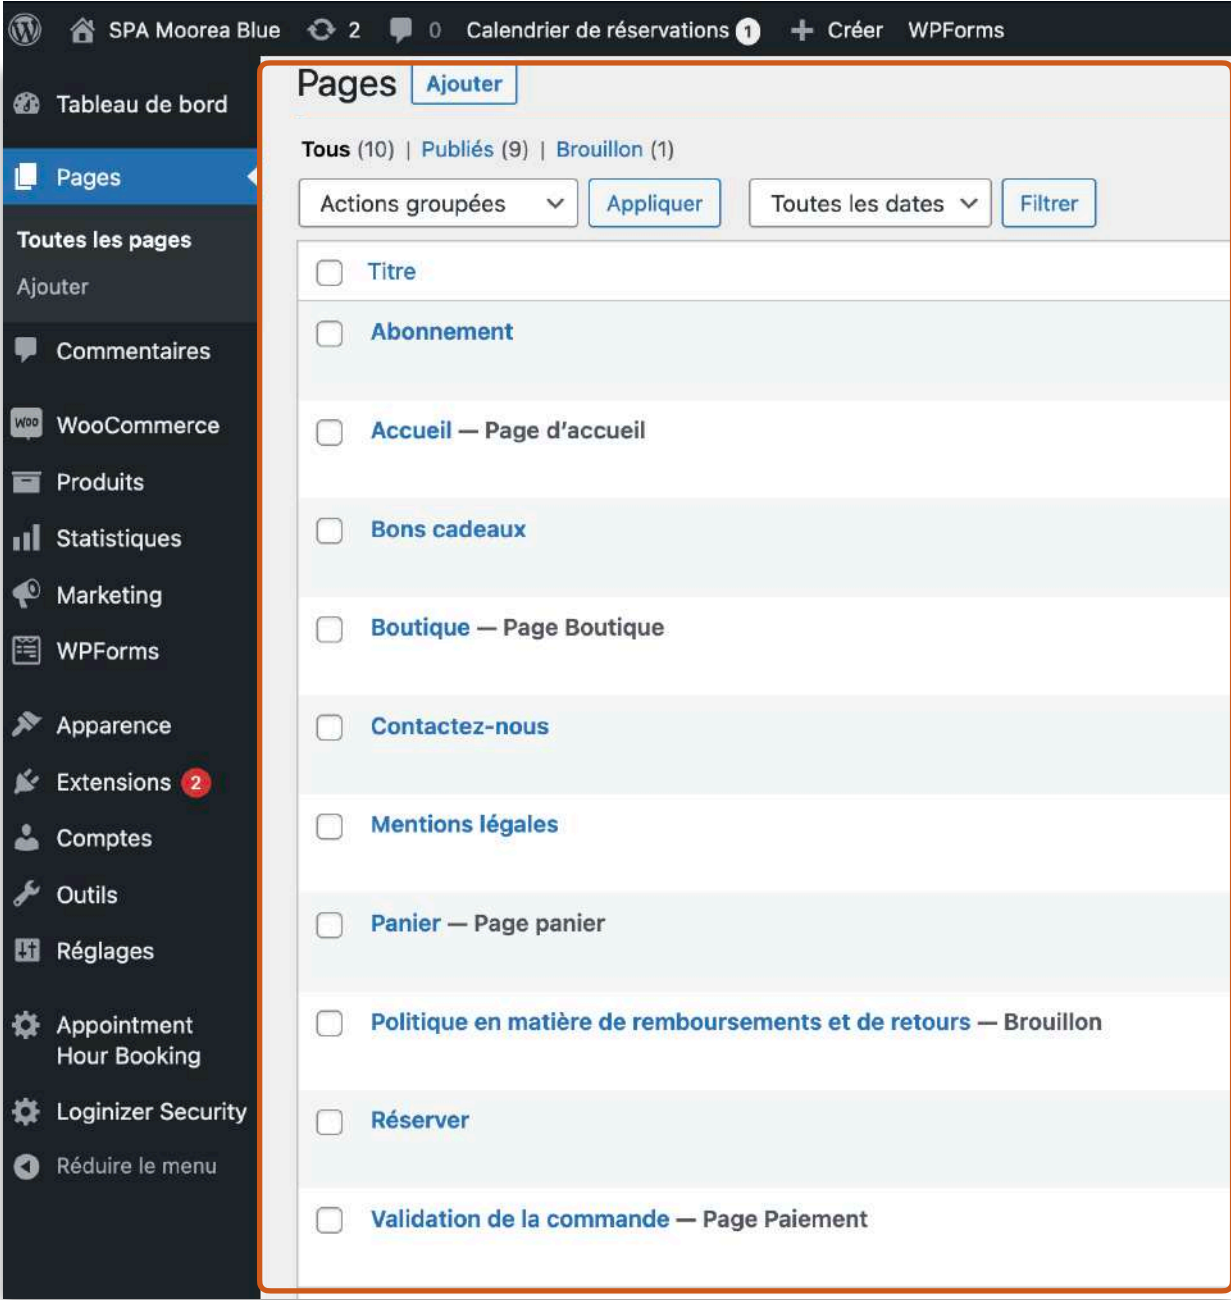 SPA Moorea Blue 2 0 Calendrier de réservations 1 Créer WPForms
Tableau de bord
Pages
Toutes les pages
Ajouter
Commentaires
Woo WooCommerce
Produits
Statistiques
Marketing
WPForms
Apparence
Extensions 2
Comptes
Outils
Réglages
Appointment
Hour Booking
Loginizer Security
Réduire le menu
Pages Ajouter
Tous (10) | Publiés (9) | Brouillon (1)
Actions groupées Appliquer Toutes les dates Filtrer
Titre
Abonnement
Accueil — Page d’accueil
Bons cadeaux
Boutique — Page Boutique
Contactez-nous
Mentions légales
Panier — Page panier
Politique en matière de remboursements et de retours — Brouillon
Réserver
Validation de la commande — Page Paiement